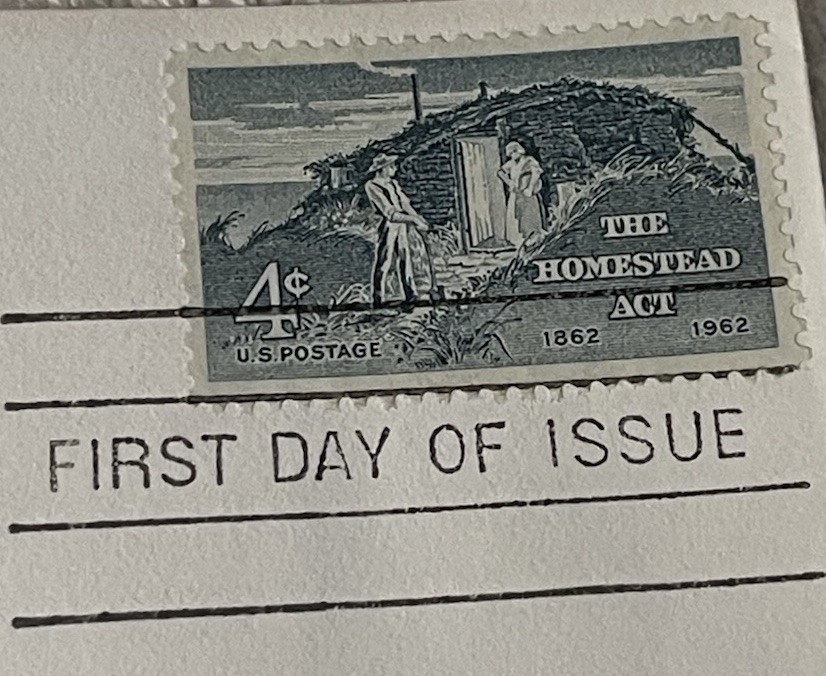 THE
HOMESTEAD
ACT
4¢
1862 1962
U.S.POSTAGE
FIRST DAY OF ISSUE